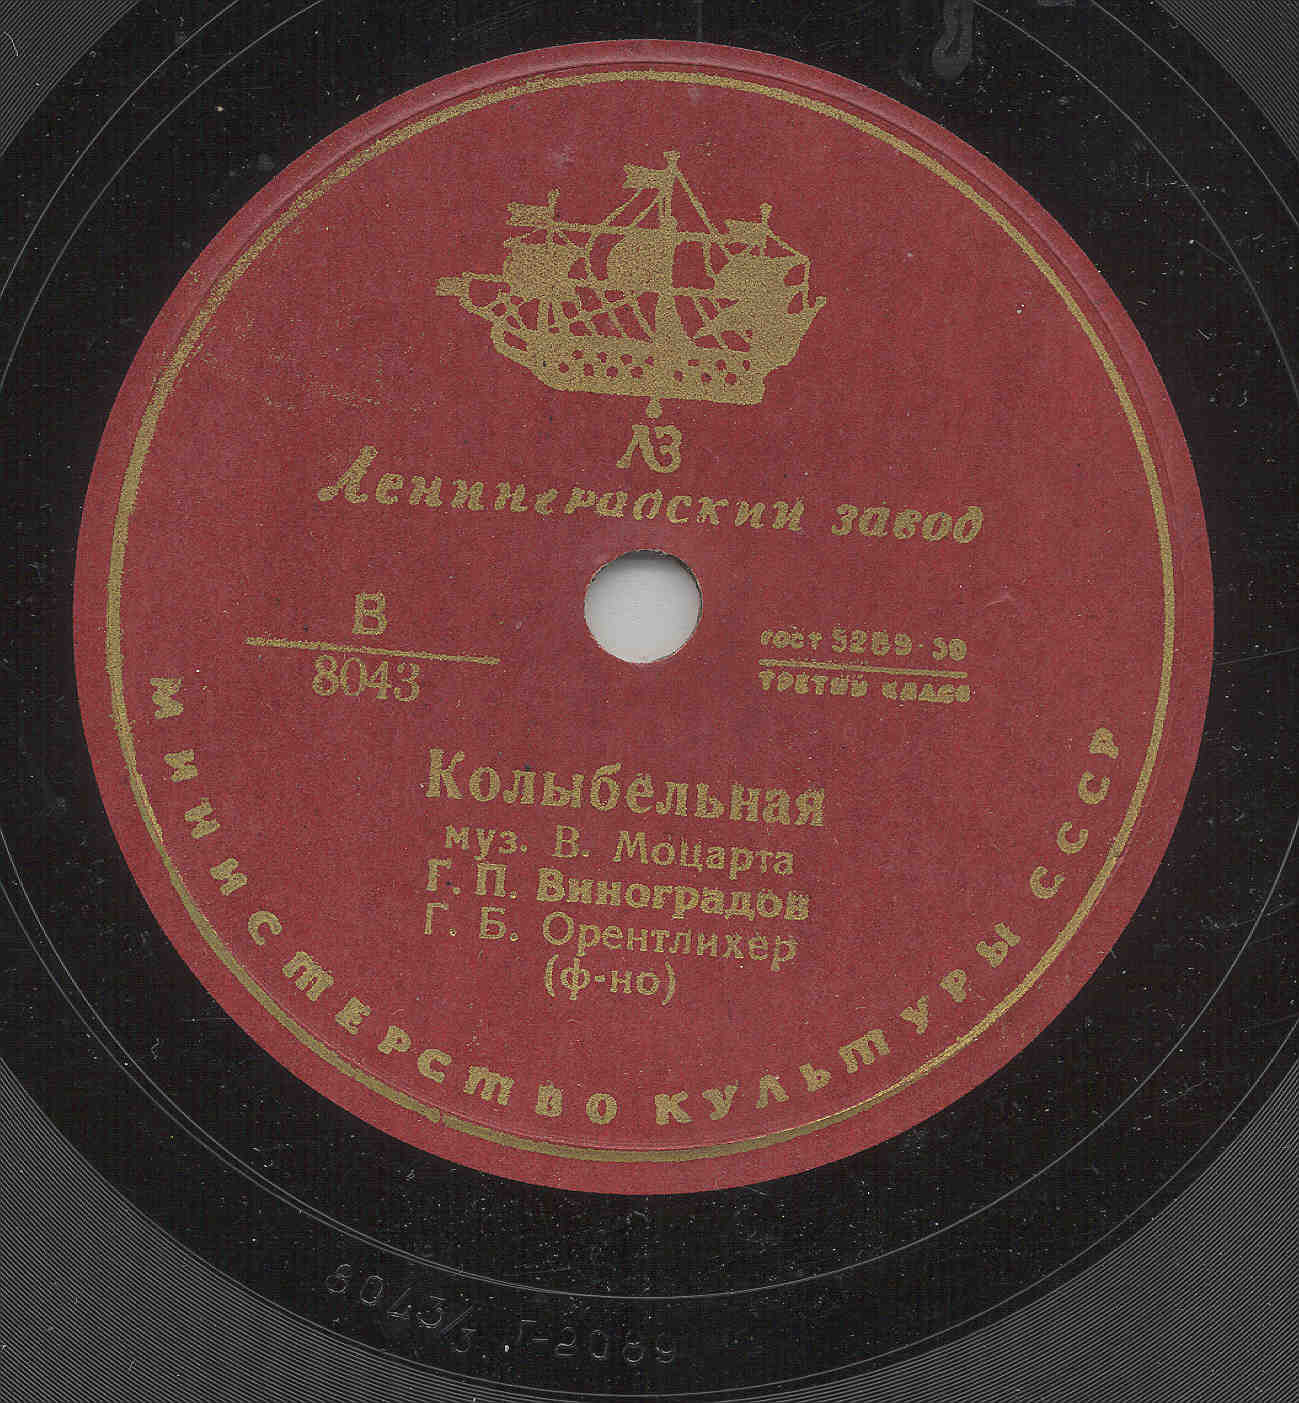 ЛЗ
Ленинградский завод
В
8043
ГОСТ 5289-50
ТРЕТИЙ КЛАСС
Колыбельная
муз. В. Моцарта
Г. П. Виноградов
Г. Б. Орентлихер
(ф-но)
МИНИСТЕРСТВО КУЛЬТУРЫ СССР
8043/3 Г-2069